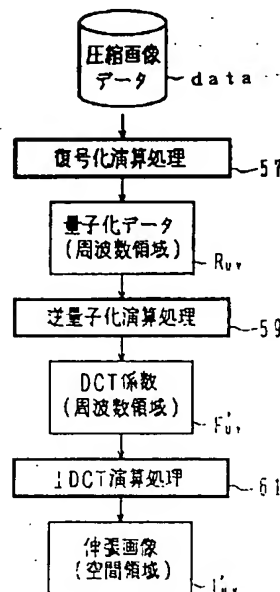 圧縮画像
データ
data
復号化演算処理
57
量子化データ
(周波数領域)
Ruv
逆量子化演算処理
59
DCT係数
(周波数領域)
F'uv
IDCT演算処理
61
伸張画像
(空間領域)